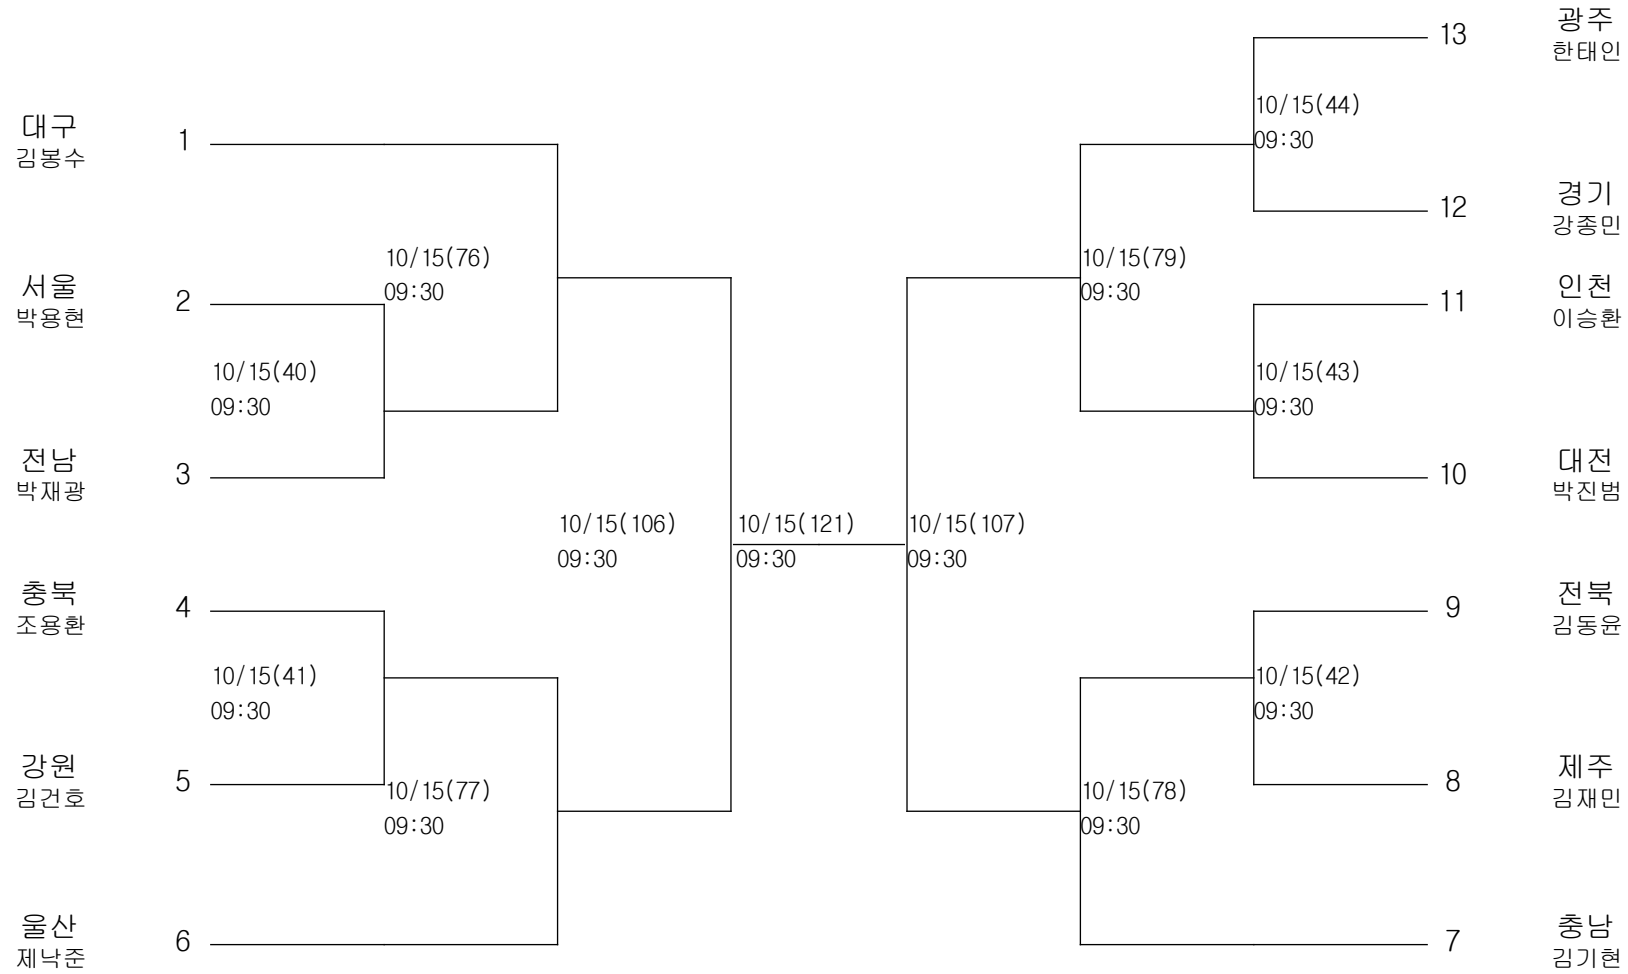 광주
13
한태인
10/15(44)
09:30
대구
1
김봉수
경기
12
강종민
10/15(76)
09:30
10/15(79)
09:30
서울
2
박용현
인천
11
이승환
10/15(40)
09:30
10/15(43)
09:30
전남
3
박재광
대전
10
박진범
10/15(106)
09:30
10/15(121)
09:30
10/15(107)
09:30
충북
4
조용환
전북
9
김동윤
10/15(41)
09:30
10/15(42)
09:30
강원
5
김건호
제주
8
김재민
10/15(77)
09:30
10/15(78)
09:30
울산
6
제낙준
충남
7
김기현